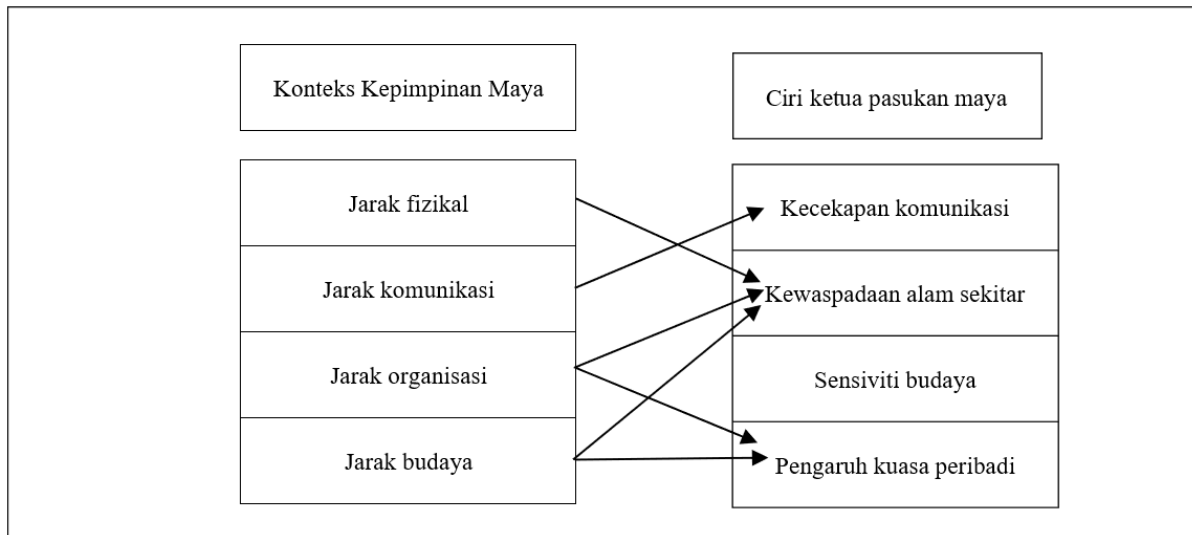 Konteks Kepimpinan Maya
Jarak fizikal
Jarak komunikasi
Jarak organisasi
Jarak budaya
Ciri ketua pasukan maya
Kecekapan komunikasi
Kewaspadaan alam sekitar
Sensiviti budaya
Pengaruh kuasa peribadi